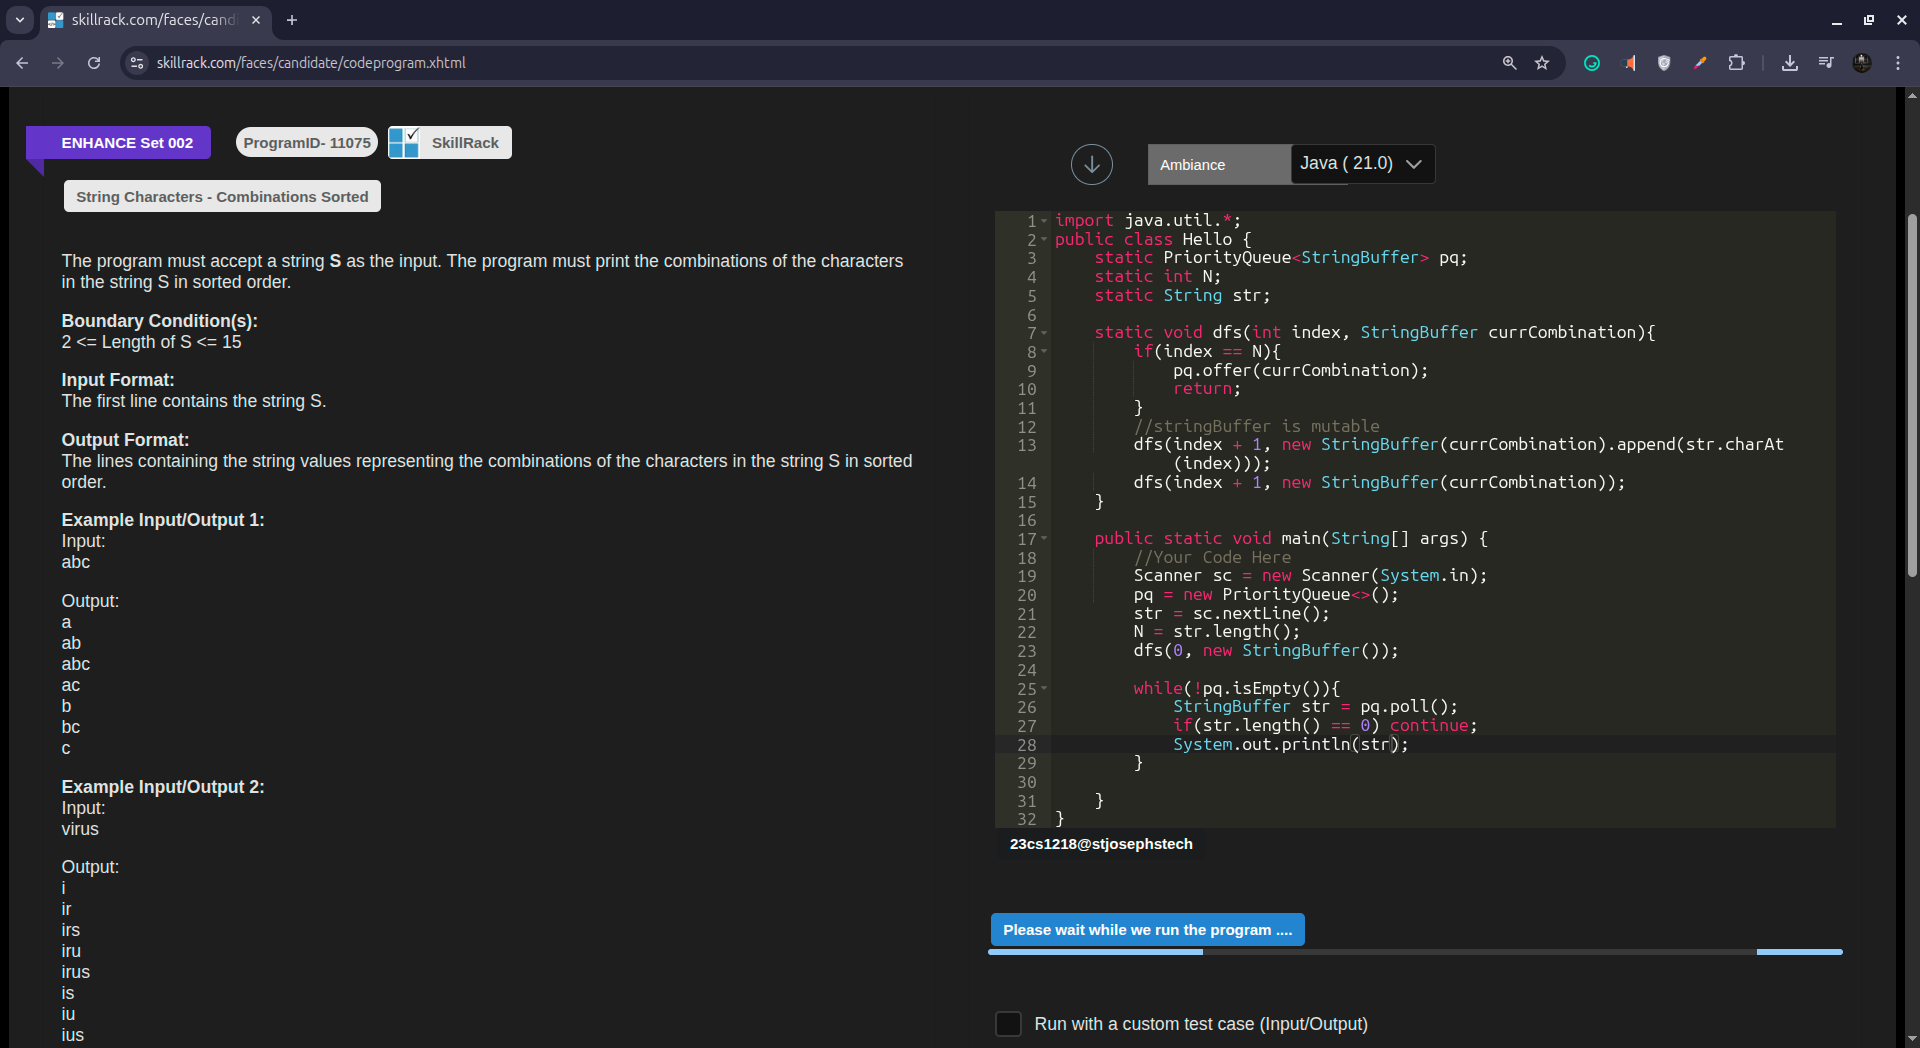 skillrack.com/faces/candi
skillrack.com/faces/candidate/codeprogram.xhtml
ENHANCE Set 002
ProgramID- 11075
SkillRack
String Characters - Combinations Sorted
The program must accept a string S as the input. The program must print the combinations of the characters
in the string S in sorted order.
Boundary Condition(s):
2 <= Length of S <= 15
Input Format:
The first line contains the string S.
Output Format:
The lines containing the string values representing the combinations of the characters in the string S in sorted
order.
Example Input/Output 1:
Input:
abc
Output:
a
ab
abc
ac
b
bc
c
Example Input/Output 2:
Input:
virus
Output:
i
ir
irs
iru
irus
is
iu
ius
Ambiance
Java ( 21.0)
1 import java.util.*;
2 public class Hello {
3 static PriorityQueue<StringBuffer> pq;
4 static int N;
5 static String str;
6
7 static void dfs(int index, StringBuffer currCombination){
8 if(index == N){
9 pq.offer(currCombination);
10 return;
11 }
12 //stringBuffer is mutable
13 dfs(index + 1, new StringBuffer(currCombination).append(str.charAt
(index)));
14 dfs(index + 1, new StringBuffer(currCombination));
15 }
16
17 public static void main(String[] args) {
18 //Your Code Here
19 Scanner sc = new Scanner(System.in);
20 pq = new PriorityQueue<>();
21 str = sc.nextLine();
22 N = str.length();
23 dfs(0, new StringBuffer());
24
25 while(!pq.isEmpty()){
26 StringBuffer str = pq.poll();
27 if(str.length() == 0) continue;
28 System.out.println(str);
29 }
30
31 }
32 }
23cs1218@stjosephstech
Please wait while we run the program ....
Run with a custom test case (Input/Output)